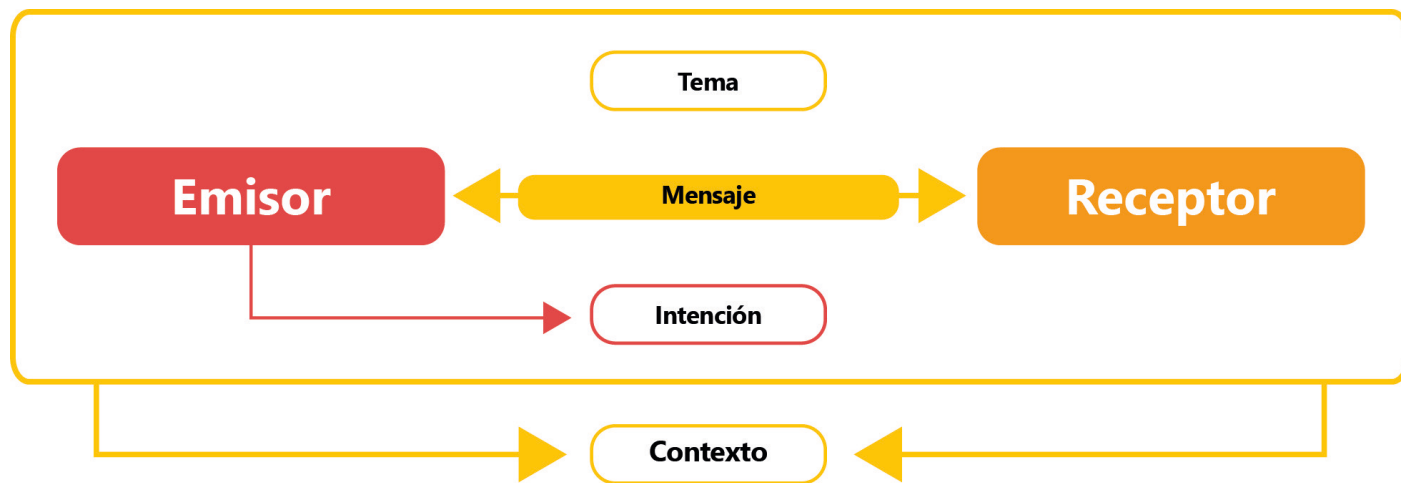 Tema
Emisor
Mensaje
Receptor
Intención
Contexto